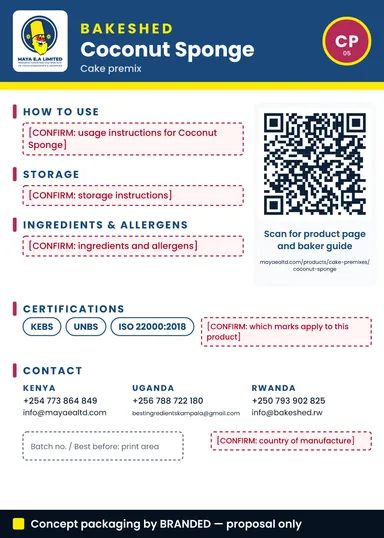 MAYA E.A LIMITED
BAKESHED
Coconut Sponge
Cake premix
CP
05
HOW TO USE
[CONFIRM: usage instructions for Coconut
Sponge]
STORAGE
[CONFIRM: storage instructions]
INGREDIENTS & ALLERGENS
[CONFIRM: ingredients and allergens]
Scan for product page
and baker guide
mayaealtd.com/products/cake-premixes/
coconut-sponge
CERTIFICATIONS
KEBS
UNBS
ISO 22000:2018
[CONFIRM: which marks apply to this
product]
CONTACT
KENYA
+254 773 864 849
info@mayaealtd.com
UGANDA
+256 788 722 180
bestingredientskampala@gmail.com
RWANDA
+250 793 902 825
info@bakeshed.rw
Batch no. / Best before: print area
[CONFIRM: country of manufacture]
Concept packaging by BRANDED — proposal only